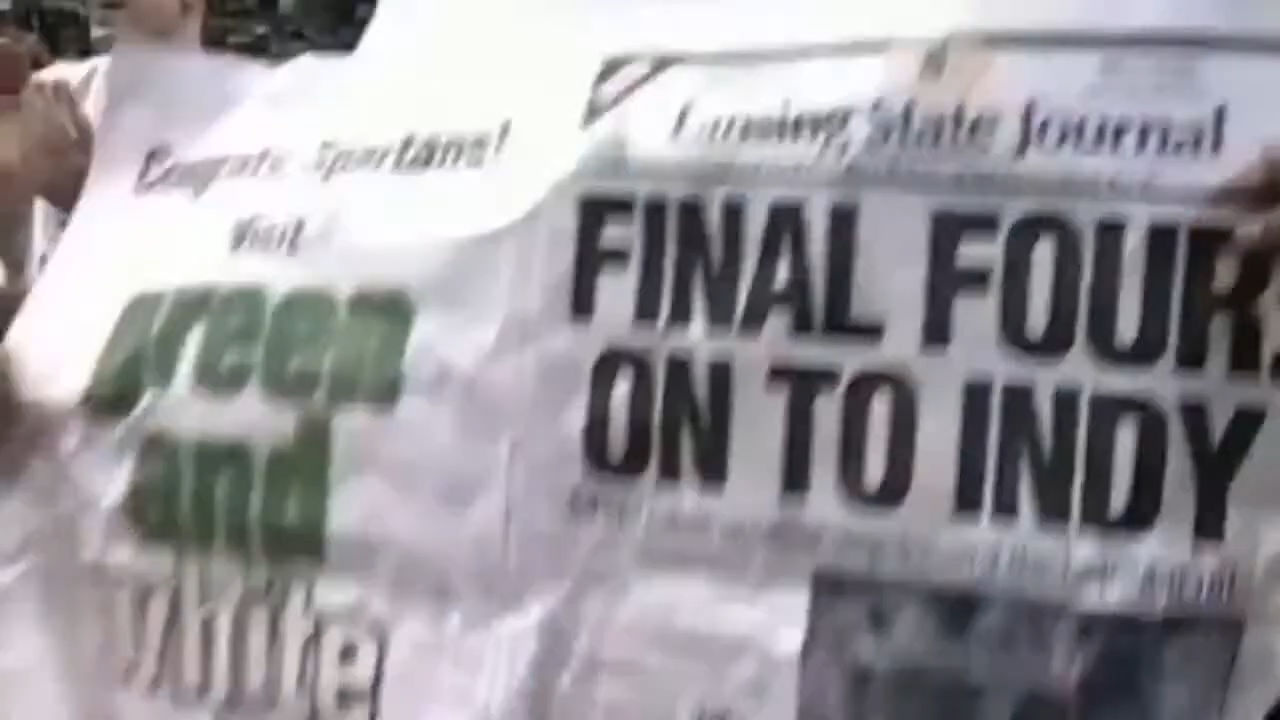 Congrats Spartans!
Visit
green
and
white
Lansing State Journal
FINAL FOUR:
ON TO INDY